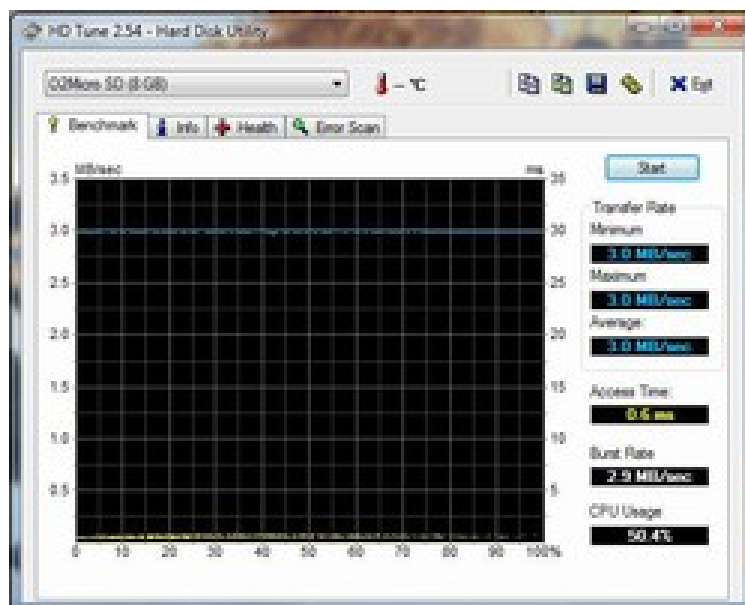 HD Tune 2.54 - Hard Disk Utility
O2Micro SD (8 GB)
-- °C
Exit
Benchmark Info Health Error Scan
Start
MB/sec ms
3.5 35
3.0 30
2.5 25
2.0 20
1.5 15
1.0 10
0.5 5
0 10 20 30 40 50 60 70 80 90 100%
Transfer Rate
Minimum
3.0 MB/sec
Maximum
3.0 MB/sec
Average:
3.0 MB/sec
Access Time:
0.6 ms
Burst Rate
2.9 MB/sec
CPU Usage
50.4%